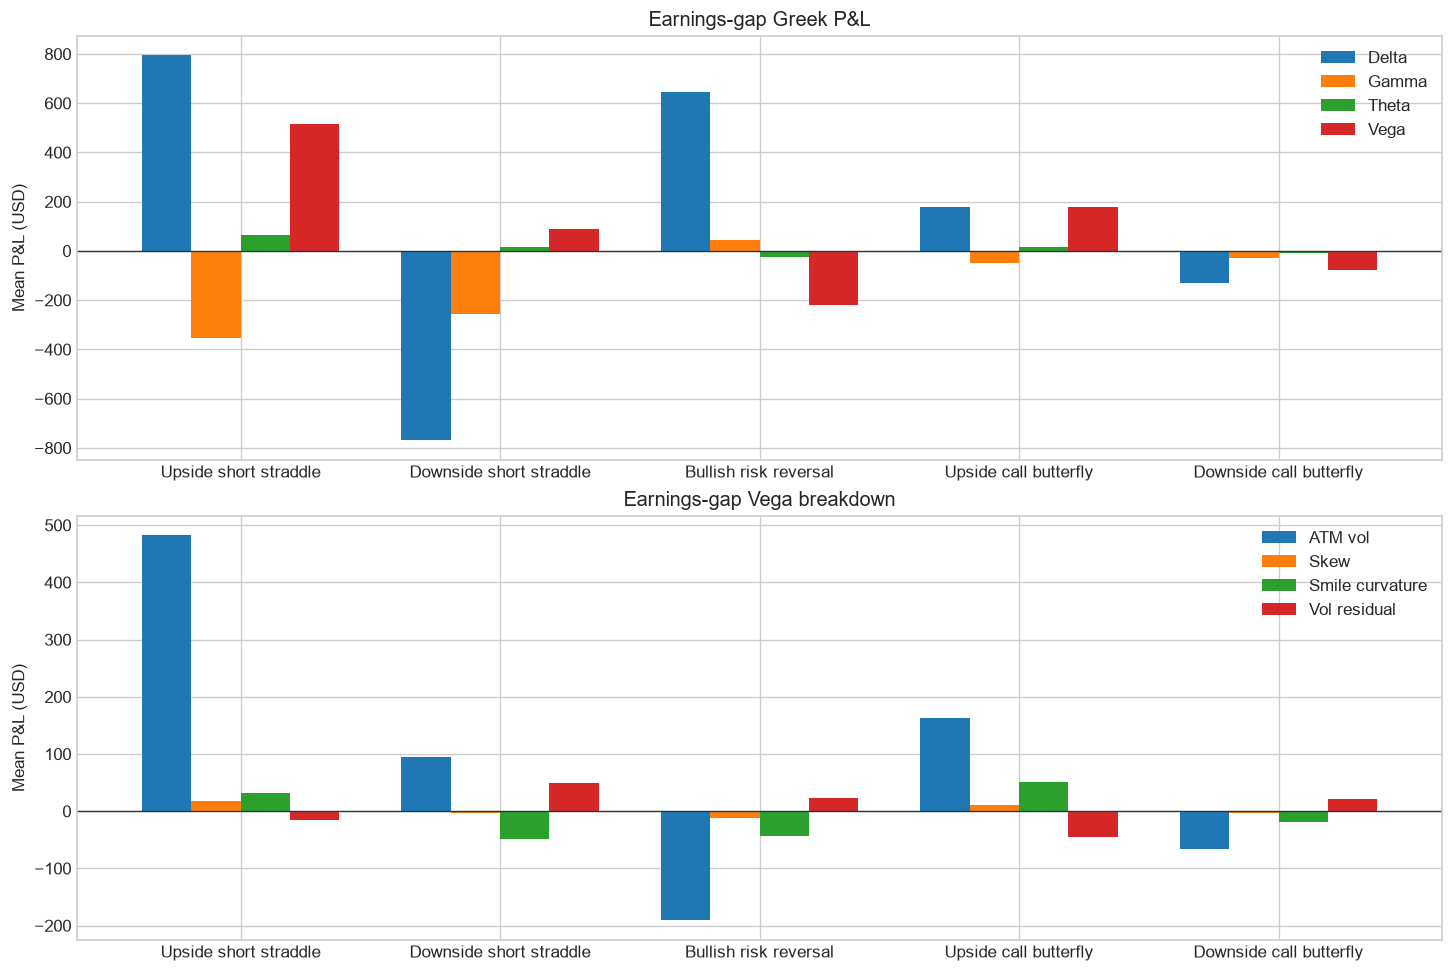 Earnings-gap Greek P&L
Mean P&L (USD)
800
600
400
200
0
−200
−400
−600
−800
Delta
Gamma
Theta
Vega
Upside short straddle
Downside short straddle
Bullish risk reversal
Upside call butterfly
Downside call butterfly
Earnings-gap Vega breakdown
Mean P&L (USD)
500
400
300
200
100
0
−100
−200
ATM vol
Skew
Smile curvature
Vol residual
Upside short straddle
Downside short straddle
Bullish risk reversal
Upside call butterfly
Downside call butterfly